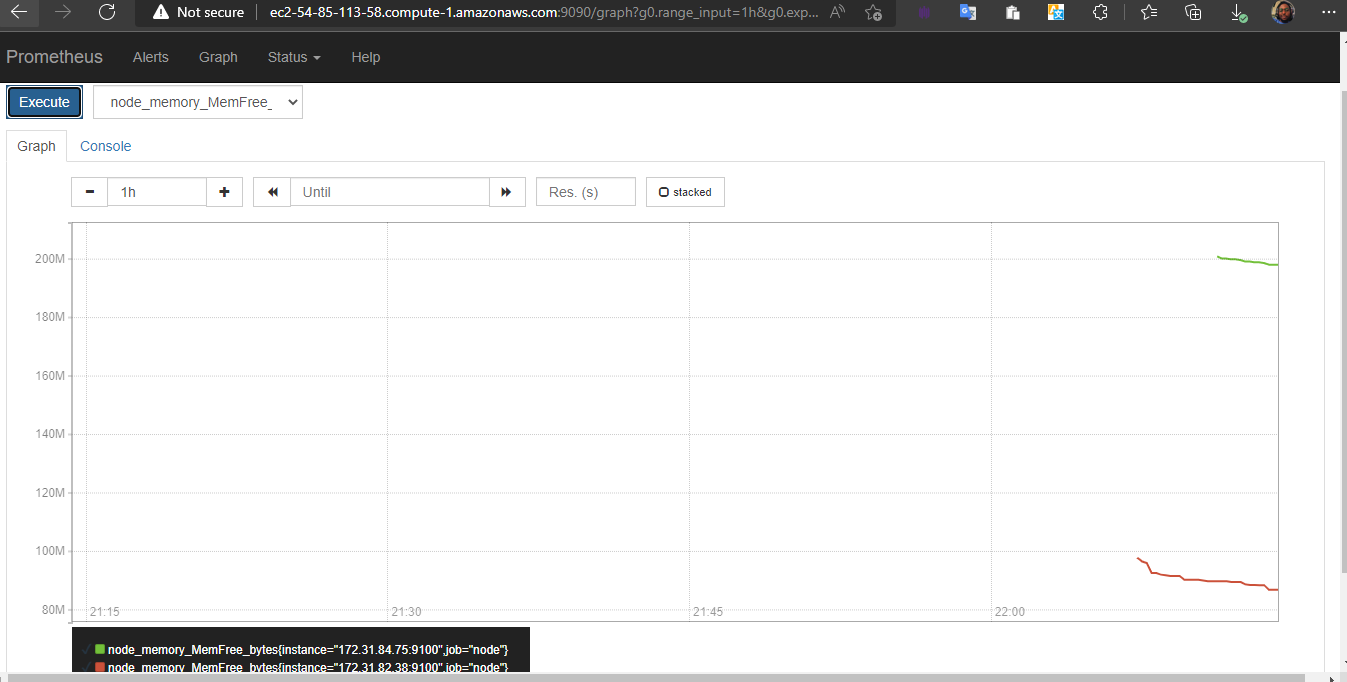 Not secure ec2-54-85-113-58.compute-1.amazonaws.com:9090/graph?g0.range_input=1h&g0.exp...
Prometheus Alerts Graph Status Help
Execute node_memory_MemFree_
Graph Console
1h Until Res. (s) stacked
200M
180M
160M
140M
120M
100M
80M
21:15 21:30 21:45 22:00
node_memory_MemFree_bytes{instance="172.31.84.75:9100",job="node"}
node_memory_MemFree_bytes{instance="172.31.82.38:9100",job="node"}